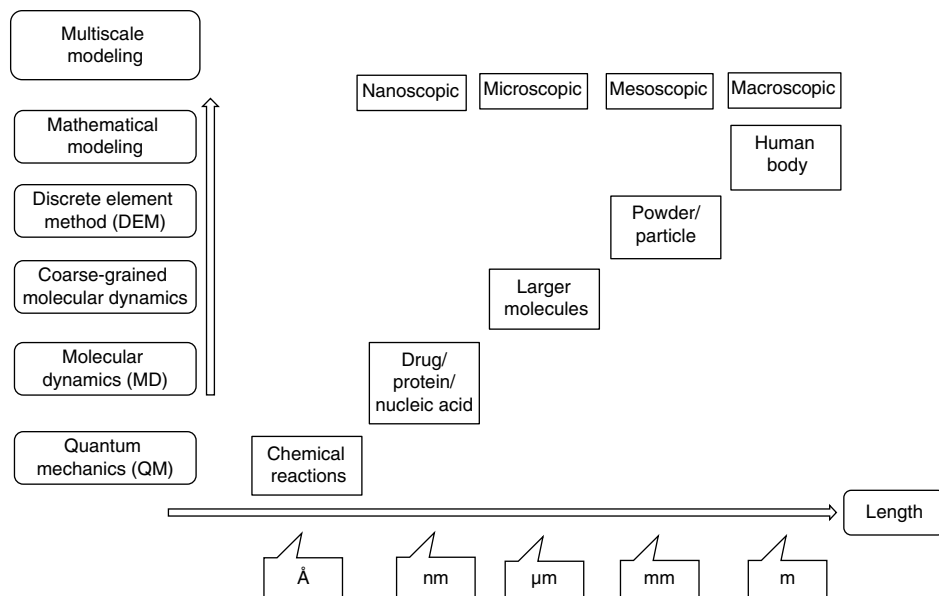 Multiscale
modeling
Nanoscopic
Microscopic
Mesoscopic
Macroscopic
Mathematical
modeling
Human
body
Discrete element
method (DEM)
Powder/
particle
Coarse-grained
molecular dynamics
Larger
molecules
Molecular
dynamics (MD)
Drug/
protein/
nucleic acid
Quantum
mechanics (QM)
Chemical
reactions
Length
Å
nm
µm
mm
m